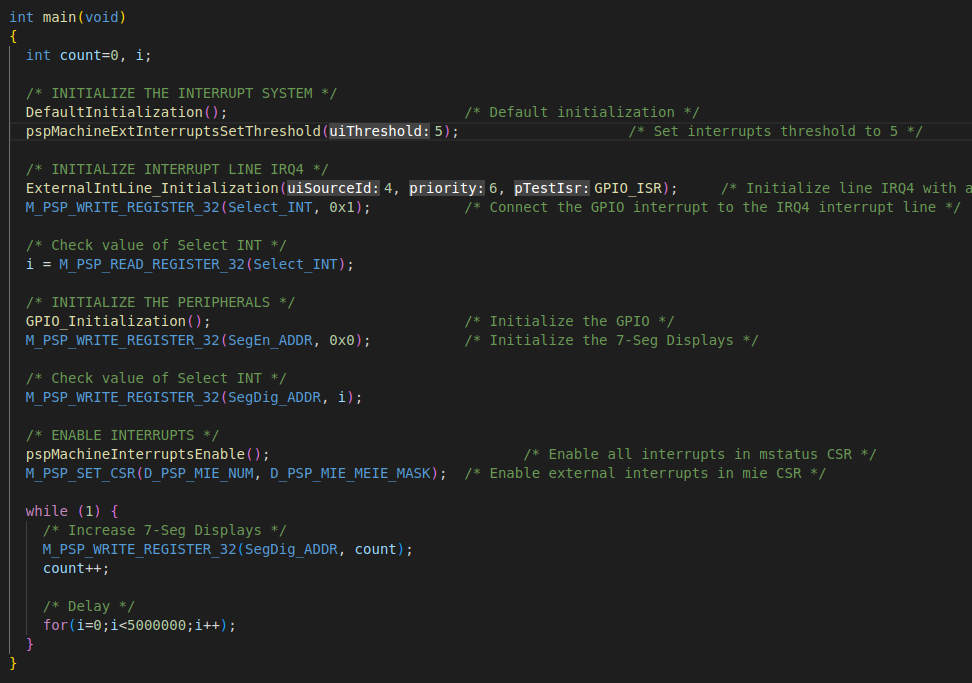 int main(void)
{
  int count=0, i;

  /* INITIALIZE THE INTERRUPT SYSTEM */
  DefaultInitialization();                            /* Default initialization */
  pspMachineExtInterruptsSetThreshold(uiThreshold: 5);                    /* Set interrupts threshold to 5 */

  /* INITIALIZE INTERRUPT LINE IRQ4 */
  ExternalIntLine_Initialization(uiSourceId: 4, priority: 6, pTestIsr: GPIO_ISR);     /* Initialize line IRQ4 with a
  M_PSP_WRITE_REGISTER_32(Select_INT, 0x1);           /* Connect the GPIO interrupt to the IRQ4 interrupt line */

  /* Check value of Select INT */
  i = M_PSP_READ_REGISTER_32(Select_INT);

  /* INITIALIZE THE PERIPHERALS */
  GPIO_Initialization();                              /* Initialize the GPIO */
  M_PSP_WRITE_REGISTER_32(SegEn_ADDR, 0x0);           /* Initialize the 7-Seg Displays */

  /* Check value of Select INT */
  M_PSP_WRITE_REGISTER_32(SegDig_ADDR, i);

  /* ENABLE INTERRUPTS */
  pspMachineInterruptsEnable();                              /* Enable all interrupts in mstatus CSR */
  M_PSP_SET_CSR(D_PSP_MIE_NUM, D_PSP_MIE_MEIE_MASK);  /* Enable external interrupts in mie CSR */

  while (1) {
    /* Increase 7-Seg Displays */
    M_PSP_WRITE_REGISTER_32(SegDig_ADDR, count);
    count++;

    /* Delay */
    for(i=0;i<5000000;i++);
  }
}